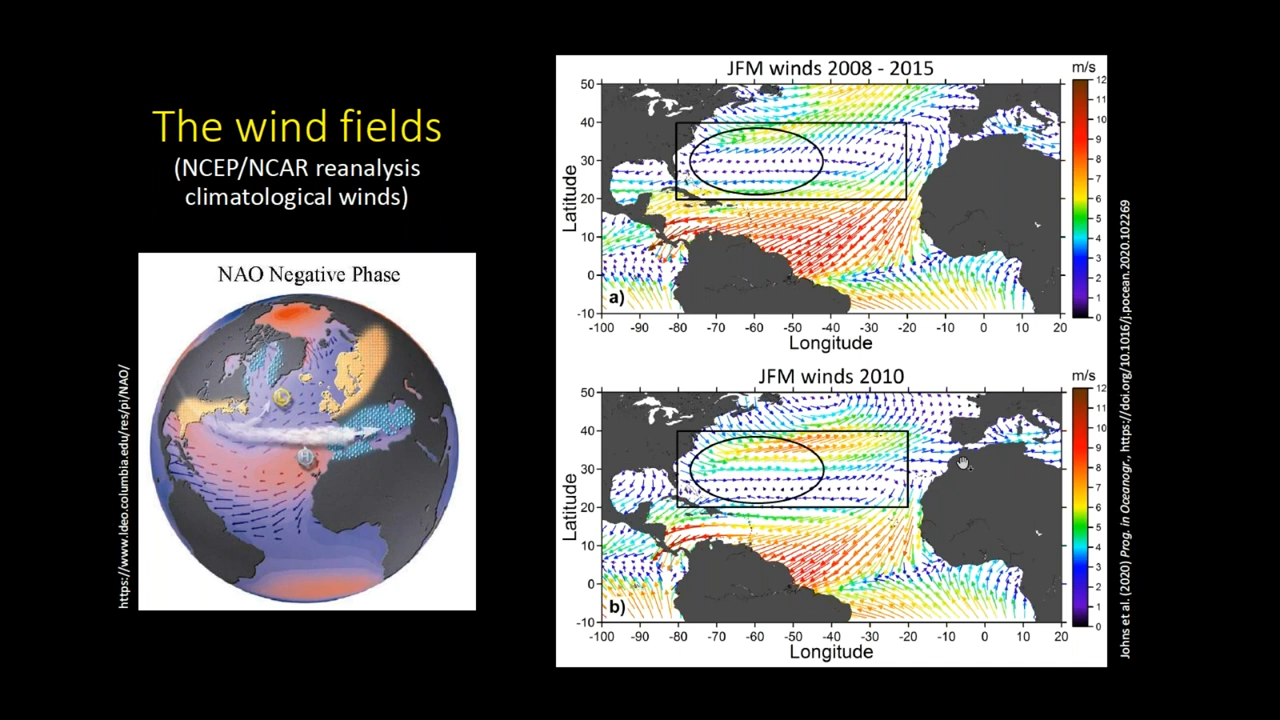 The wind fields
(NCEP/NCAR reanalysis
climatological winds)
NAO Negative Phase
L
H
https://www.ldeo.columbia.edu/res/pi/NAO/
JFM winds 2008 - 2015
m/s
50
40
30
20
10
0
-10
Latitude
a)
-100 -90 -80 -70 -60 -50 -40 -30 -20 -10 0 10 20
Longitude
12
11
10
9
8
7
6
5
4
3
2
1
0
JFM winds 2010
m/s
50
40
30
20
10
0
-10
Latitude
b)
-100 -90 -80 -70 -60 -50 -40 -30 -20 -10 0 10 20
Longitude
12
11
10
9
8
7
6
5
4
3
2
1
0
Johns et al. (2020) Prog. in Oceanogr., https://doi.org/10.1016/j.pocean.2020.102269